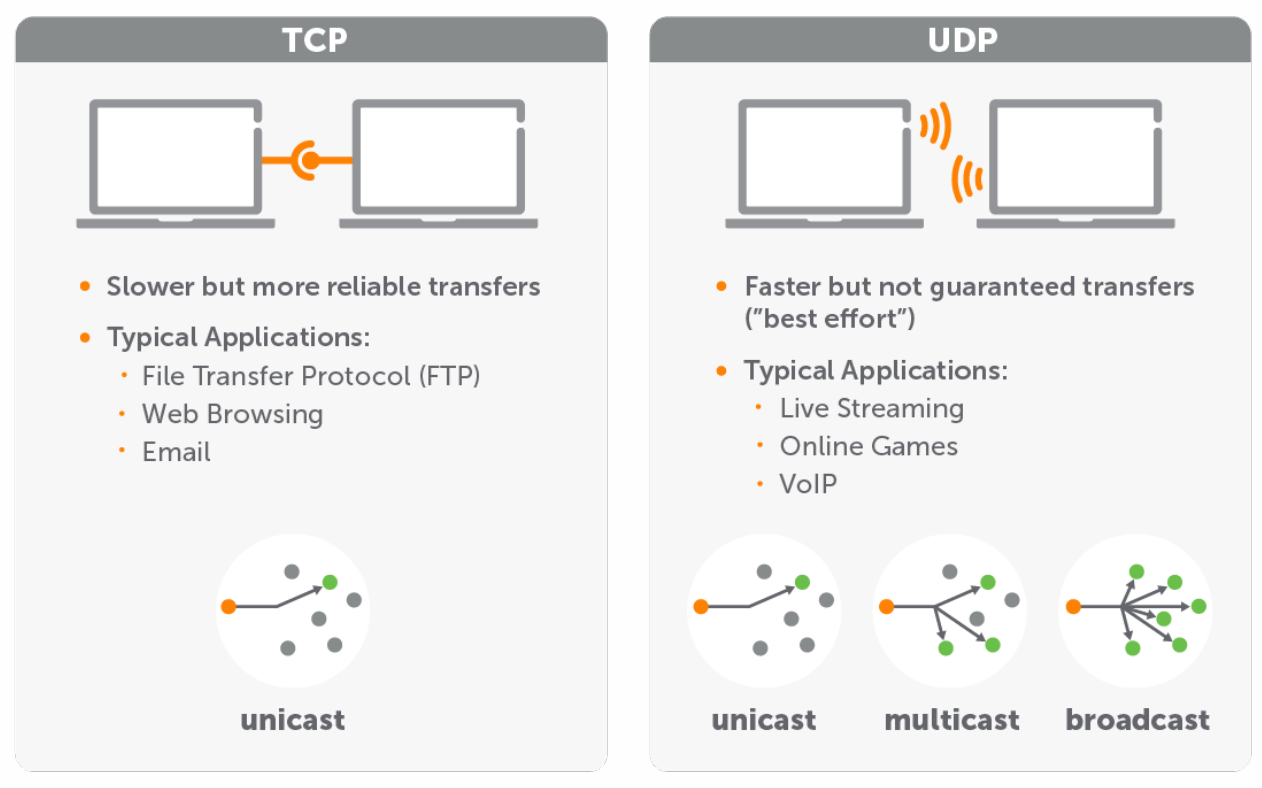 TCP
Slower but more reliable transfers
Typical Applications:
File Transfer Protocol (FTP)
Web Browsing
Email
unicast
UDP
Faster but not guaranteed transfers
(”best effort”)
Typical Applications:
Live Streaming
Online Games
VoIP
unicast
multicast
broadcast